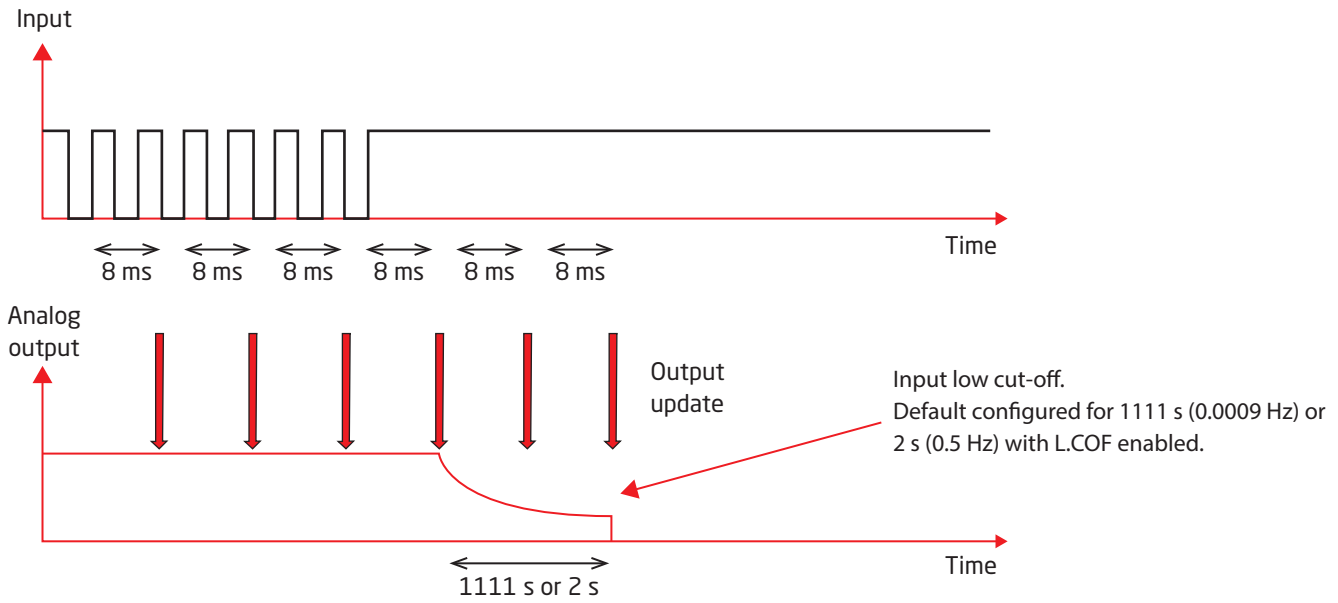 Input
Time
8 ms
8 ms
8 ms
8 ms
8 ms
8 ms
Analog
output
Output
update
Input low cut-off.
Default configured for 1111 s (0.0009 Hz) or
2 s (0.5 Hz) with L.COF enabled.
Time
1111 s or 2 s